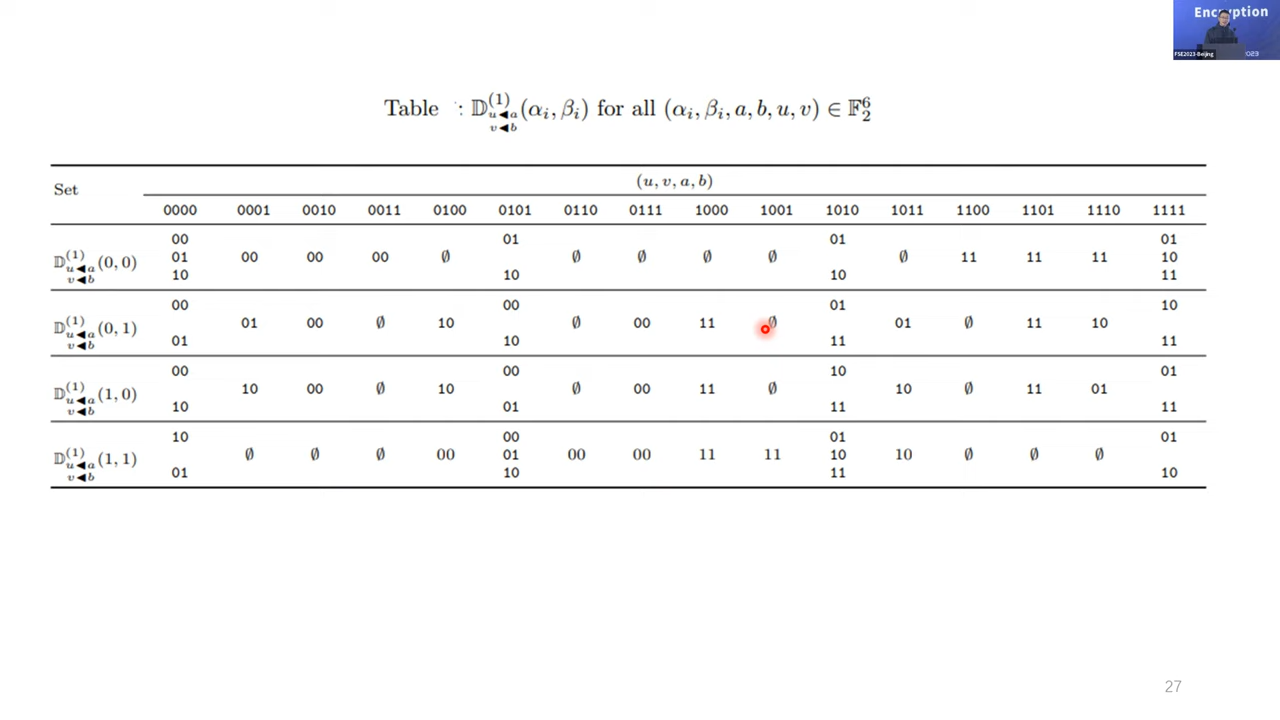 Encryption
FSE2023-Beijing
2023
Table : 𝔻^{(1)}_{u◀a, v◀b}(α_i, β_i) for all (α_i, β_i, a, b, u, v) ∈ 𝔽_2^6
Set (u, v, a, b)
0000 0001 0010 0011 0100 0101 0110 0111 1000 1001 1010 1011 1100 1101 1110 1111
00 01 01 01
𝔻^{(1)}_{u◀a, v◀b}(0, 0) 01 00 00 00 ∅ ∅ ∅ ∅ ∅ ∅ 11 11 11 10
10 10 10 11
00 00 01 10
𝔻^{(1)}_{u◀a, v◀b}(0, 1) 01 00 ∅ 10 ∅ 00 11 ∅ 01 ∅ 11 10
01 10 11 11
00 00 10 01
𝔻^{(1)}_{u◀a, v◀b}(1, 0) 10 00 ∅ 10 ∅ 00 11 ∅ 10 ∅ 11 01
10 01 11 11
10 00 01 01
𝔻^{(1)}_{u◀a, v◀b}(1, 1) ∅ ∅ ∅ 00 01 00 00 11 11 10 10 ∅ ∅ ∅
01 10 11 10
27